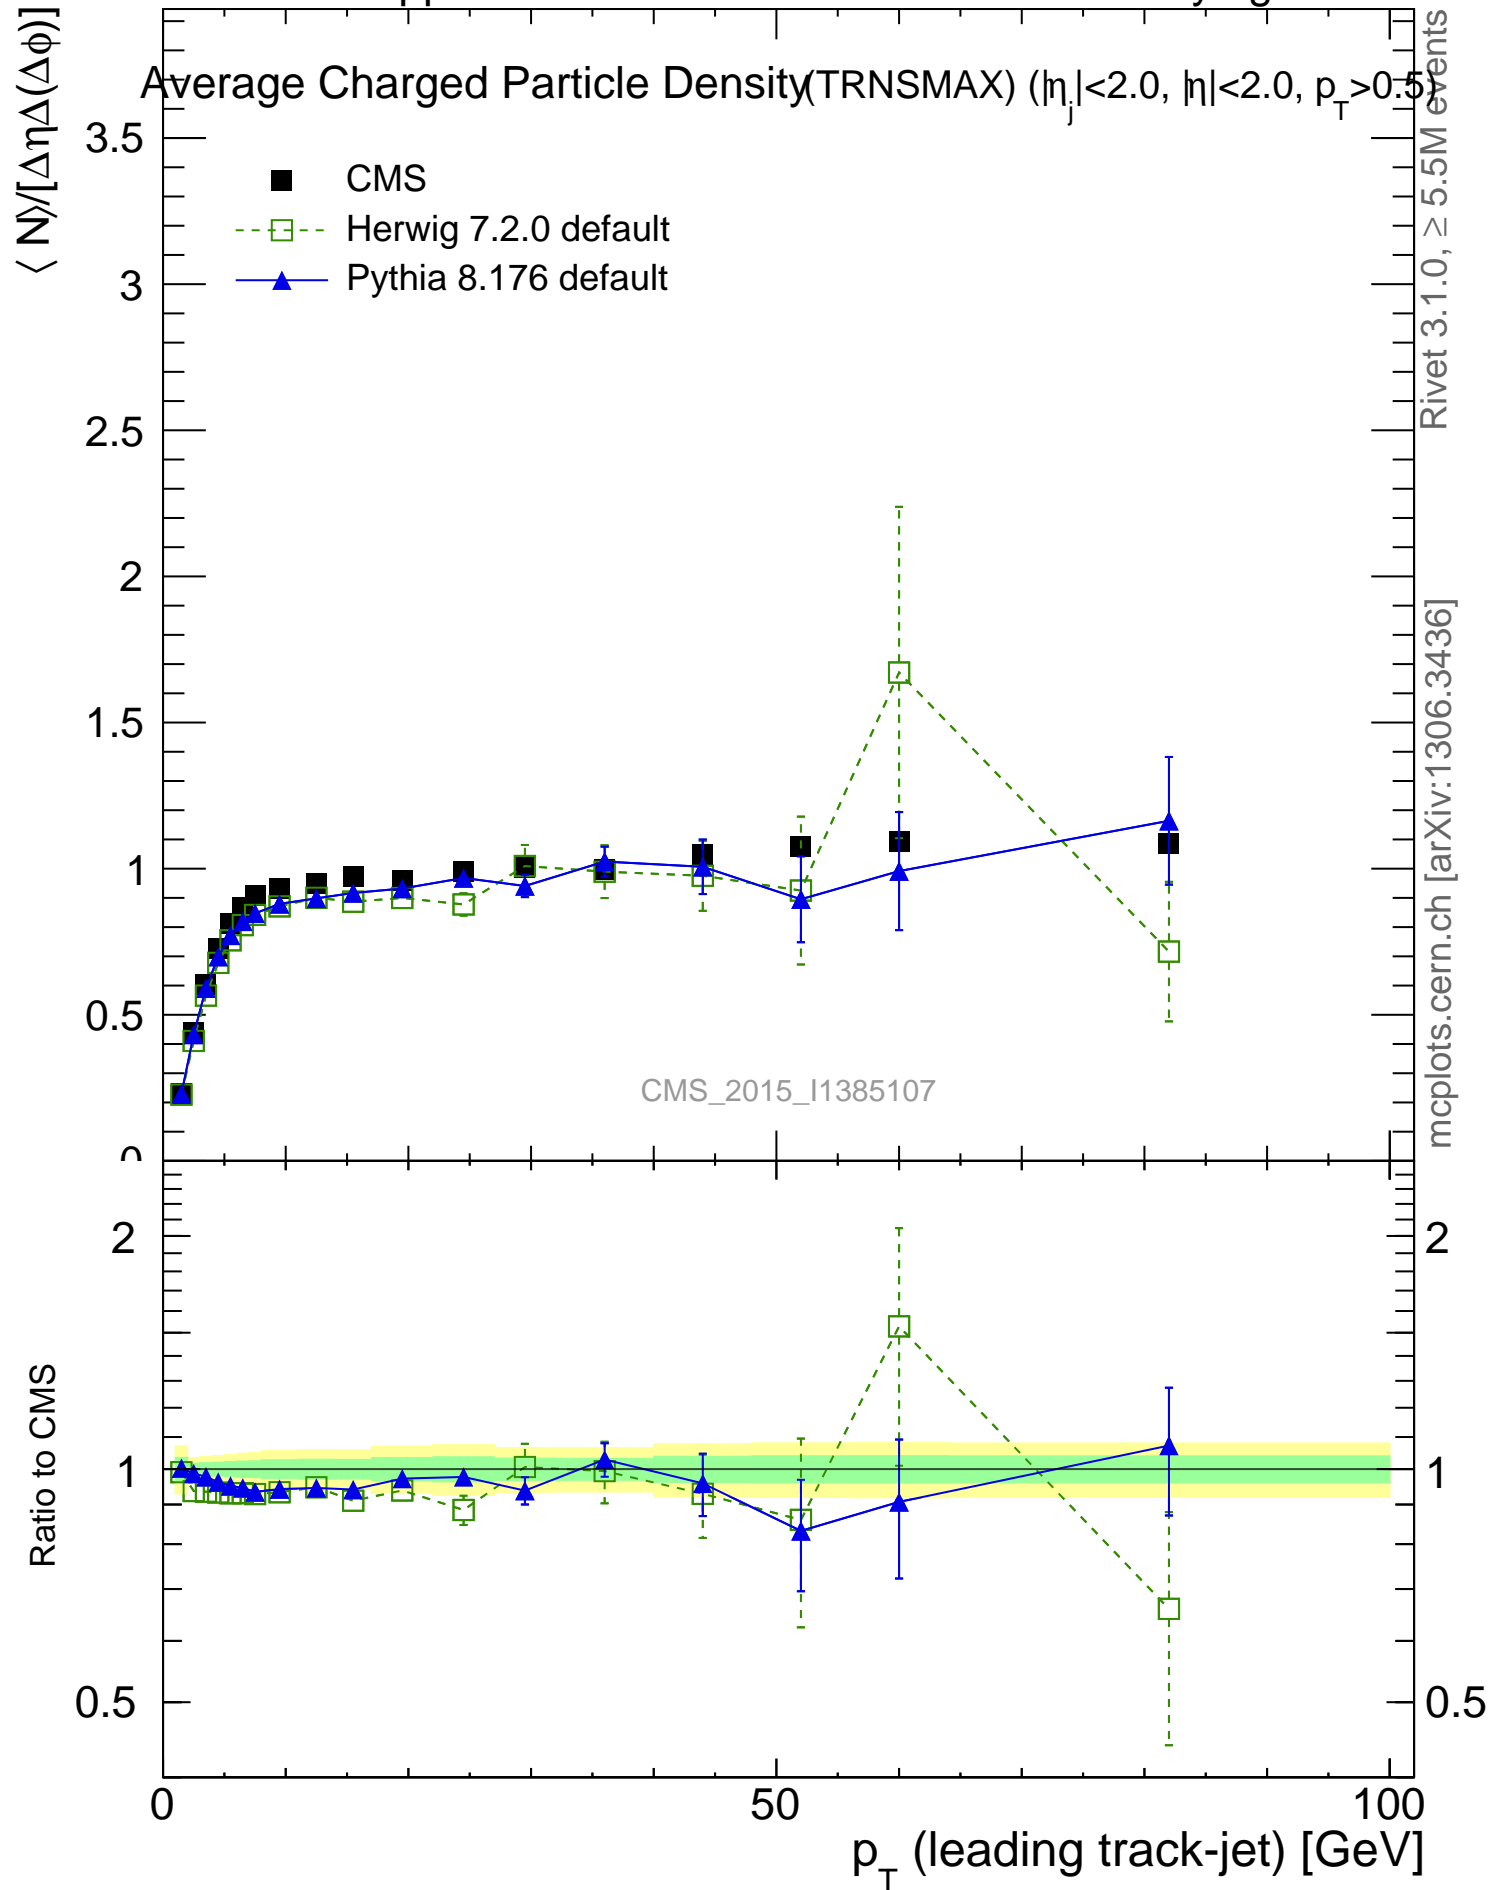 pp
Average Charged Particle Density (TRNSMAX) (|η_j|<2.0, |η|<2.0, p_T>0.5)
⟨ N⟩/[ΔηΔ(Δϕ)]
CMS
Herwig 7.2.0 default
Pythia 8.176 default
3.5
3
2.5
2
1.5
1
0.5
0
CMS_2015_I1385107
Rivet 3.1.0, ≥ 5.5M events
mcplots.cern.ch [arXiv:1306.3436]
Ratio to CMS
2
1
0.5
2
1
0.5
0
50
100
p_T (leading track-jet) [GeV]